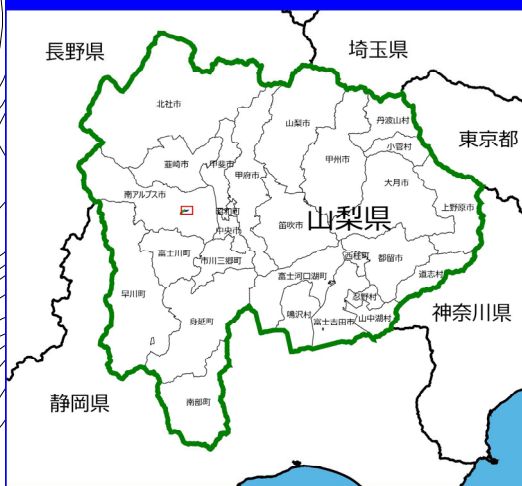 長野県
埼玉県
北杜市
山梨市
丹波山村
小菅村
東京都
韮崎市
甲斐市
甲府市
甲州市
大月市
南アルプス市
昭和町
上野原市
中央市
笛吹市
山梨県
富士川町
市川三郷町
西桂町
都留市
富士河口湖町
道志村
早川町
忍野村
身延町
鳴沢村
富士吉田市
山中湖村
神奈川県
静岡県
南部町